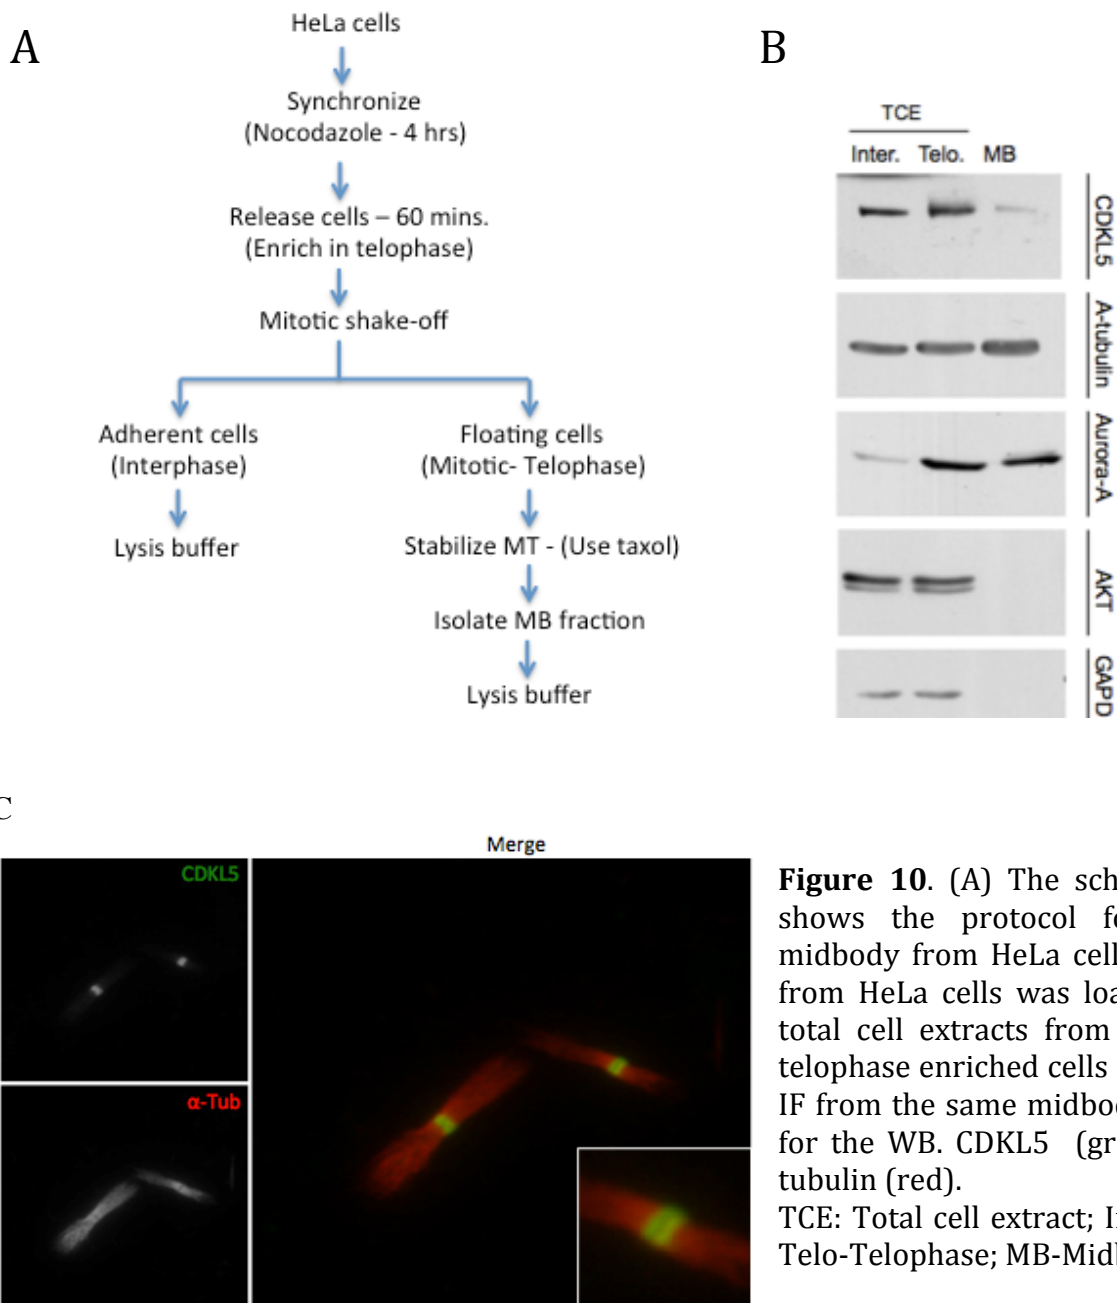 A
HeLa cells
Synchronize
(Nocodazole - 4 hrs)
Release cells – 60 mins.
(Enrich in telophase)
Mitotic shake-off
Adherent cells
(Interphase)
Lysis buffer
Floating cells
(Mitotic- Telophase)
Stabilize MT - (Use taxol)
Isolate MB fraction
Lysis buffer
B
TCE
Inter. Telo. MB
CDKL5
A-tubulin
Aurora-A
AKT
GAPD
C
CDKL5
α-Tub
Merge
Figure 10. (A) The sch
shows the protocol fo
midbody from HeLa cell
from HeLa cells was loa
total cell extracts from
telophase enriched cells
IF from the same midbo
for the WB. CDKL5 (gr
tubulin (red).
TCE: Total cell extract; I
Telo-Telophase; MB-Mid